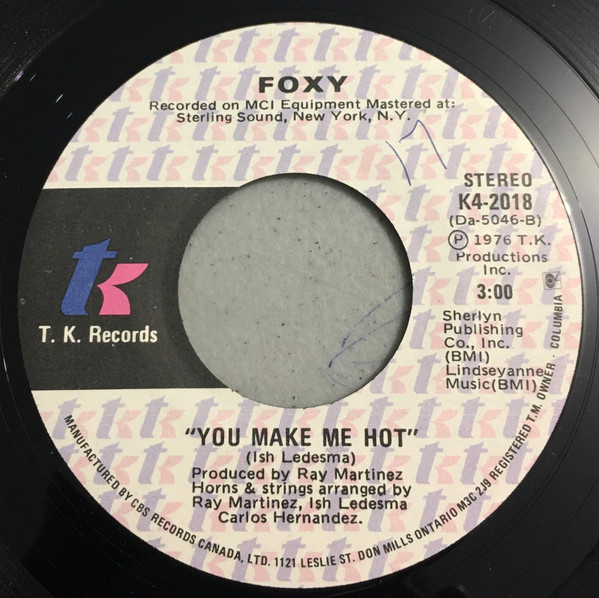 FOXY
Recorded on MCI Equipment Mastered at:
Sterling Sound, New York, N.Y.
17
STEREO
K4-2018
(Da-5046-B)
Ⓟ 1976 T.K.
Productions
Inc.
3:00
Sherlyn
Publishing
Co., Inc.
(BMI)
Lindseyanne
Music(BMI)
tk
T. K. Records
"YOU MAKE ME HOT"
(Ish Ledesma)
Produced by Ray Martinez
Horns & strings arranged by
Ray Martinez, Ish Ledesma
Carlos Hernandez.
MANUFACTURED BY CBS RECORDS CANADA, LTD. 1121 LESLIE ST. DON MILLS ONTARIO M3C 2J9 REGISTERED T.M. OWNER · COLUMBIA